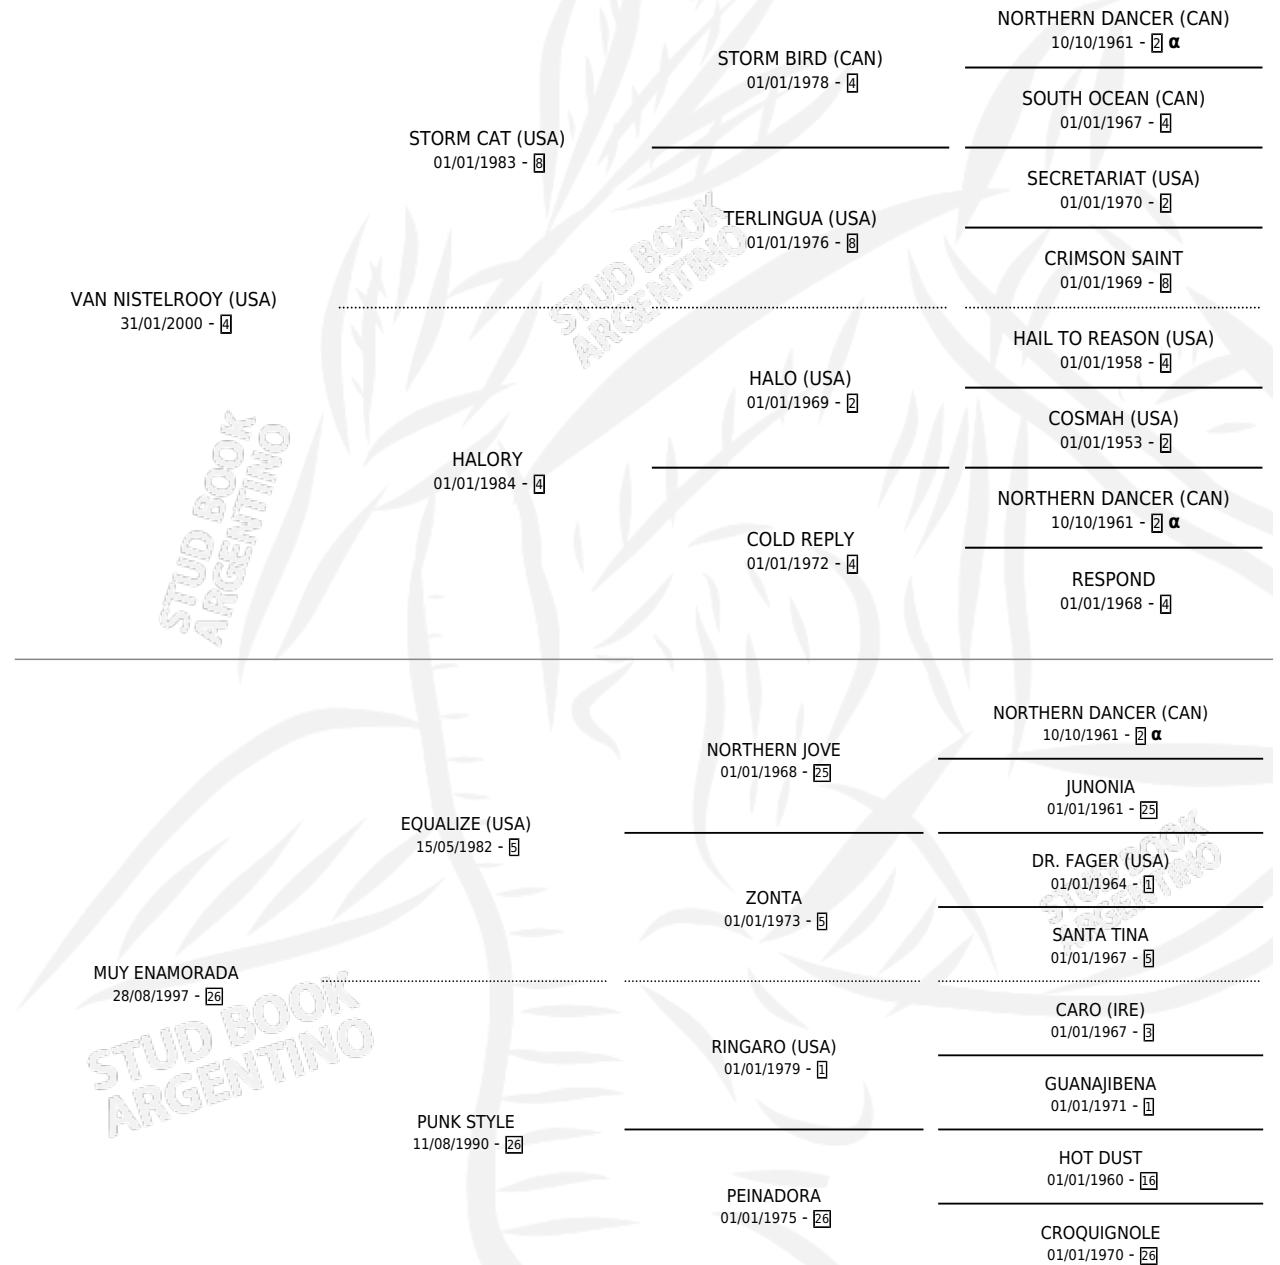 NORTHERN DANCER (CAN)
10/10/1961 - 2 α
STORM BIRD (CAN)
01/01/1978 - 4
SOUTH OCEAN (CAN)
01/01/1967 - 4
STORM CAT (USA)
01/01/1983 - 8
SECRETARIAT (USA)
01/01/1970 - 2
TERLINGUA (USA)
01/01/1976 - 8
CRIMSON SAINT
01/01/1969 - 8
VAN NISTELROOY (USA)
31/01/2000 - 4
HAIL TO REASON (USA)
01/01/1958 - 4
HALO (USA)
01/01/1969 - 2
COSMAH (USA)
01/01/1953 - 2
HALORY
01/01/1984 - 4
NORTHERN DANCER (CAN)
10/10/1961 - 2 α
COLD REPLY
01/01/1972 - 4
RESPOND
01/01/1968 - 4
NORTHERN DANCER (CAN)
10/10/1961 - 2 α
NORTHERN JOVE
01/01/1968 - 25
JUNONIA
01/01/1961 - 25
EQUALIZE (USA)
15/05/1982 - 5
DR. FAGER (USA)
01/01/1964 - 1
ZONTA
01/01/1973 - 5
SANTA TINA
01/01/1967 - 5
MUY ENAMORADA
28/08/1997 - 26
CARO (IRE)
01/01/1967 - 3
RINGARO (USA)
01/01/1979 - 1
GUANAJIBENA
01/01/1971 - 1
PUNK STYLE
11/08/1990 - 26
HOT DUST
01/01/1960 - 16
PEINADORA
01/01/1975 - 26
CROQUIGNOLE
01/01/1970 - 26
STUD BOOK
ARGENTINO
STUD BOOK
ARGENTINO
STUD BOOK
ARGENTINO
STUD BOOK
ARGENTINO